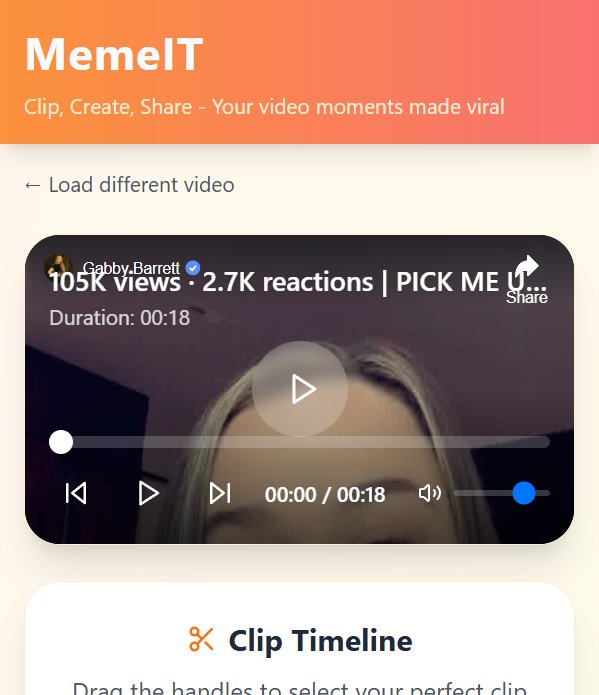 MemeIT
Clip, Create, Share - Your video moments made viral
← Load different video
Gabby Barrett
105K views · 2.7K reactions | PICK ME U...
Share
Duration: 00:18
00:00 / 00:18
Clip Timeline
Drag the handles to select your perfect clip